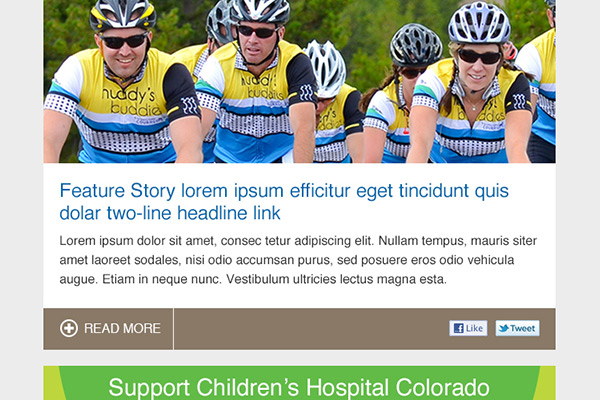 huddy's
buddies
huddy's
buddie
Feature Story lorem ipsum efficitur eget tincidunt quis
dolar two-line headline link
Lorem ipsum dolor sit amet, consec tetur adipiscing elit. Nullam tempus, mauris siter
amet laoreet sodales, nisi odio accumsan purus, sed posuere eros odio vehicula
augue. Etiam in neque nunc. Vestibulum ultricies lectus magna esta.
READ MORE
Like
Tweet
Support Children's Hospital Colorado